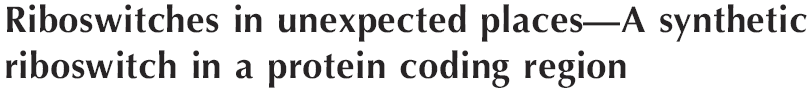 Riboswitches in unexpected places—A synthetic
riboswitch in a protein coding region